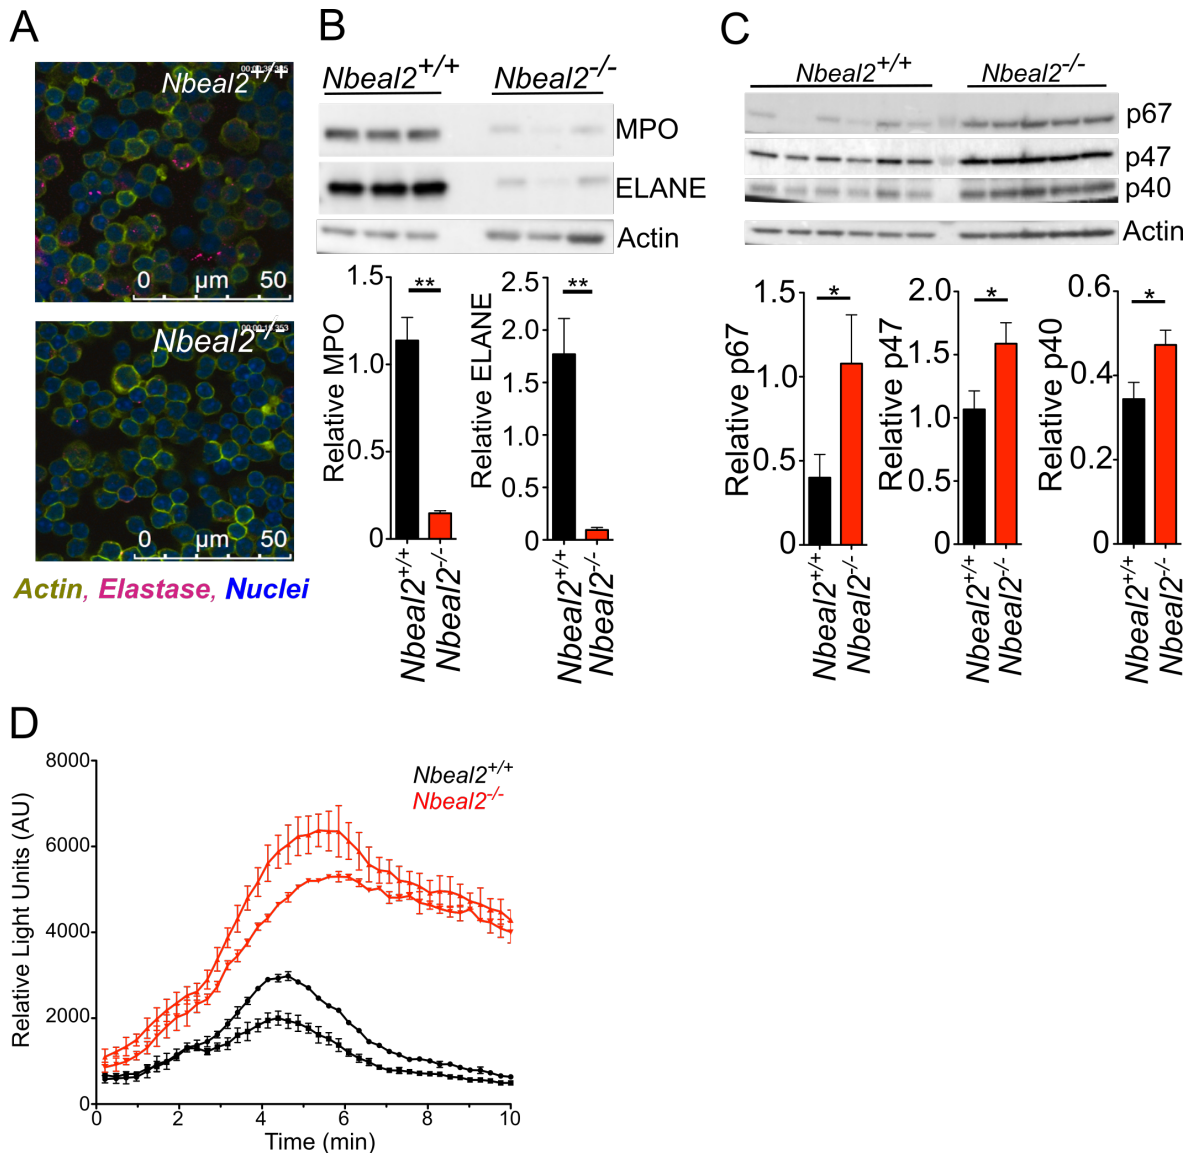 A
Nbeal2+/+
0 µm 50
Nbeal2-/-
0 µm 50
Actin, Elastase, Nuclei
B
Nbeal2+/+ Nbeal2-/-
MPO
ELANE
Actin
1.5
1.0
0.5
0
Relative MPO
**
Nbeal2+/+
Nbeal2-/-
2.5
2.0
1.5
1.0
0.5
0
Relative ELANE
**
Nbeal2+/+
Nbeal2-/-
C
Nbeal2+/+ Nbeal2-/-
p67
p47
p40
Actin
1.5
1.0
0.5
0
Relative p67
*
Nbeal2+/+
Nbeal2-/-
2.0
1.5
1.0
0.5
0
Relative p47
*
Nbeal2+/+
Nbeal2-/-
0.6
0.4
0.2
0
Relative p40
*
Nbeal2+/+
Nbeal2-/-
D
8000
6000
4000
2000
0
Relative Light Units (AU)
Nbeal2+/+
Nbeal2-/-
0 2 4 6 8 10
Time (min)